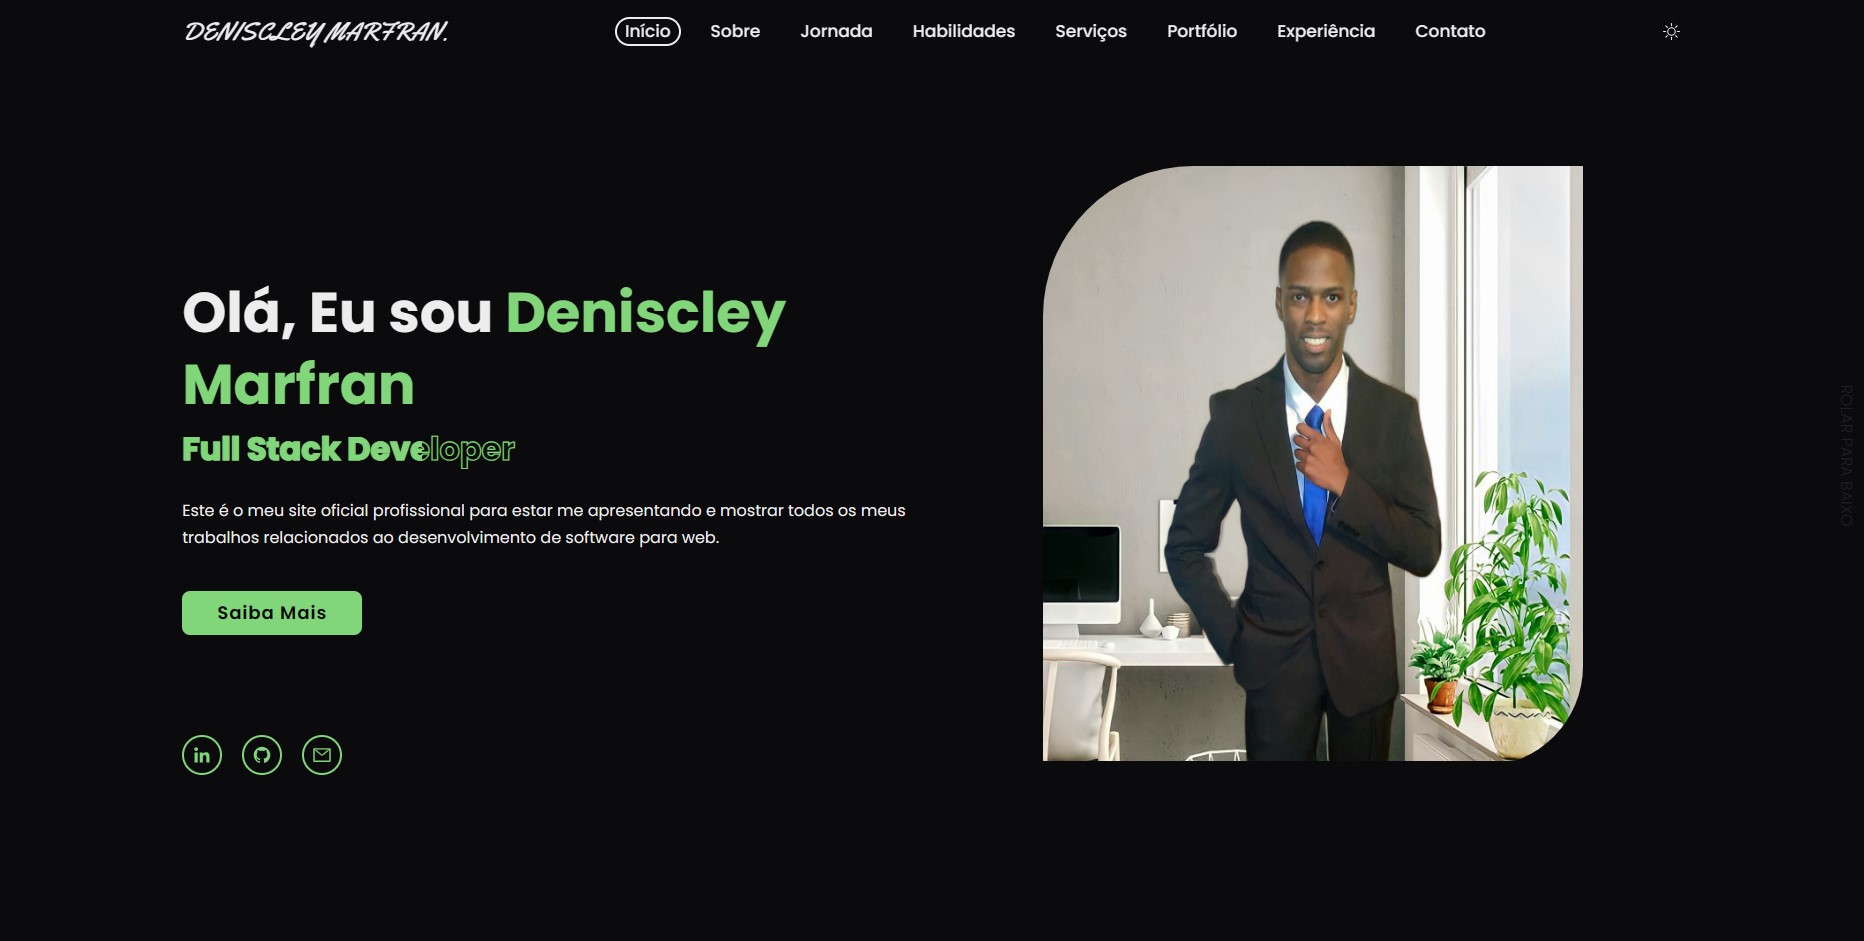 DENISCLEY MARFRAN.
Início Sobre Jornada Habilidades Serviços Portfólio Experiência Contato
Olá, Eu sou Deniscley
Marfran
Full Stack Developer
Este é o meu site oficial profissional para estar me apresentando e mostrar todos os meus
trabalhos relacionados ao desenvolvimento de software para web.
Saiba Mais
in
ROLAR PARA BAIXO